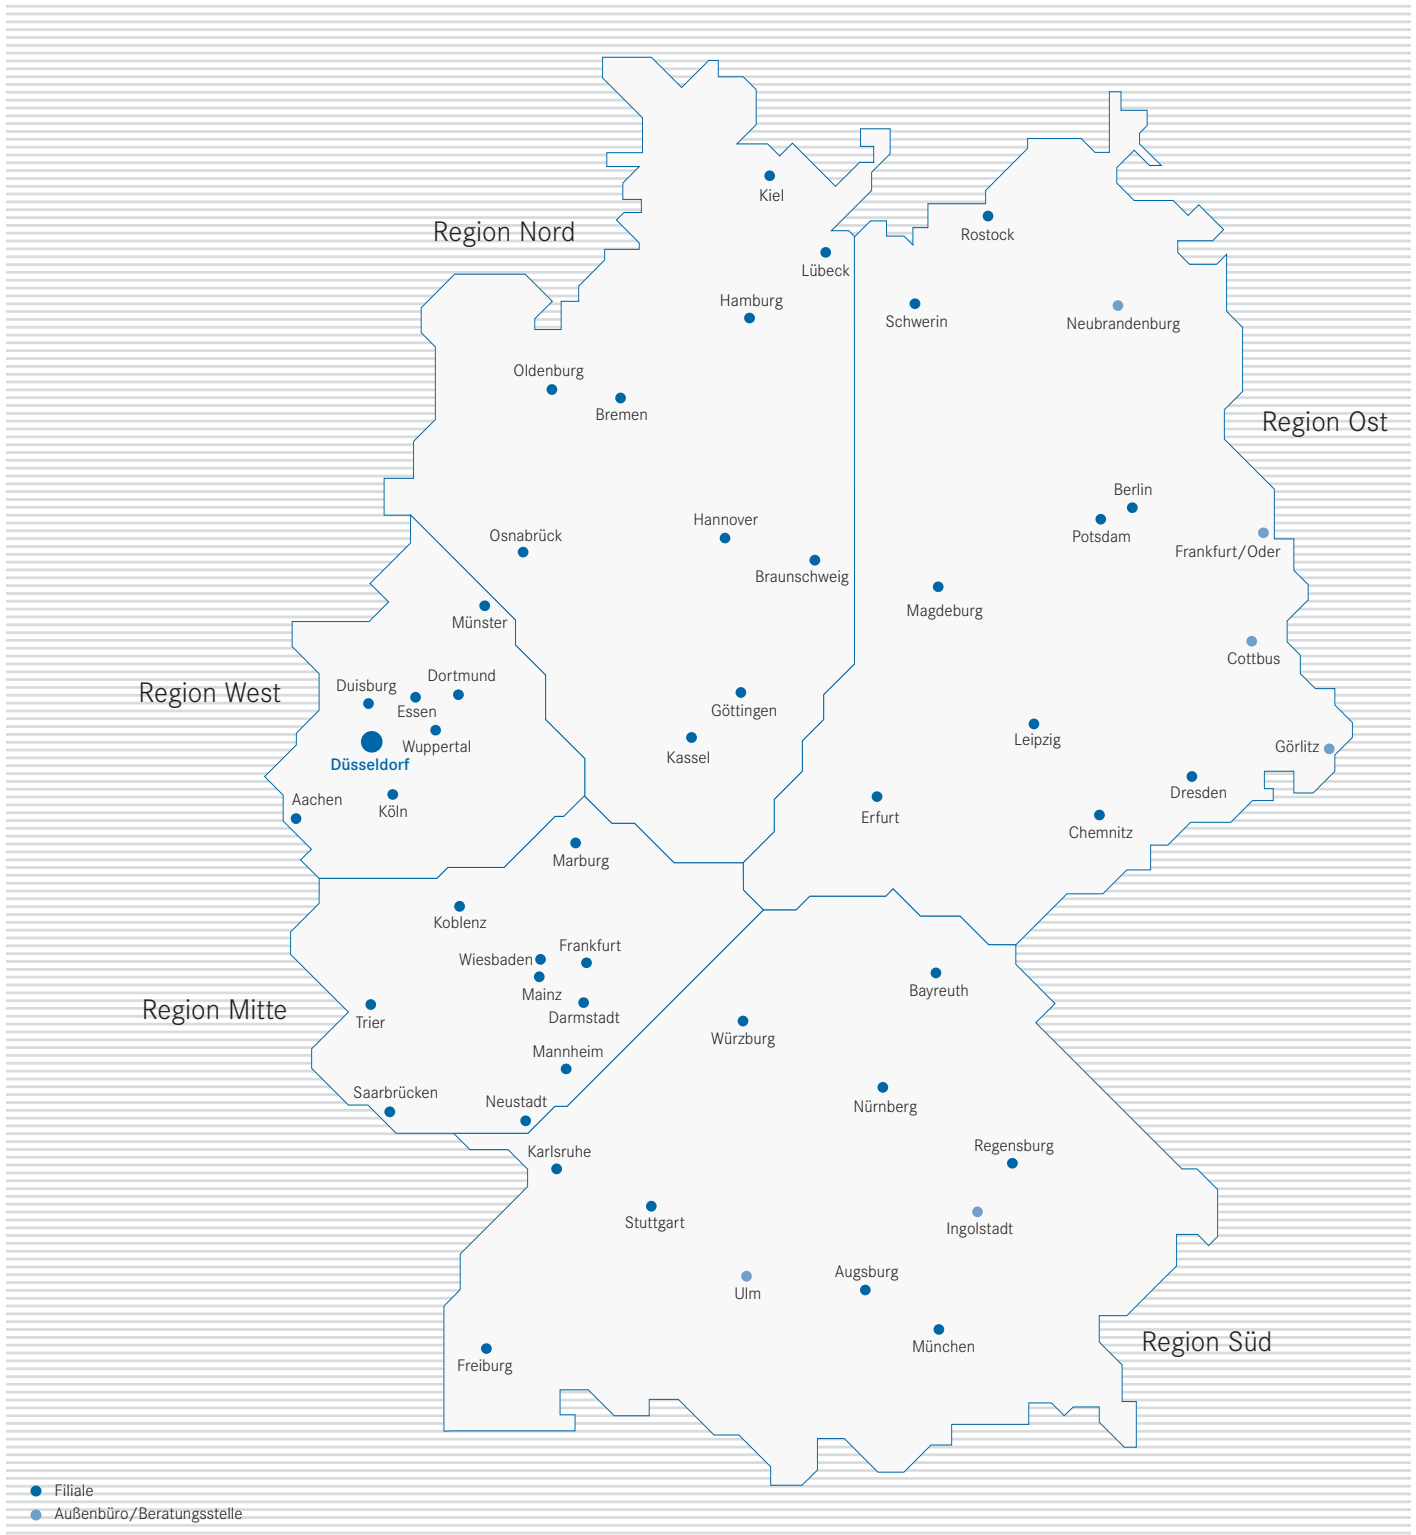 Kiel
Region Nord
Rostock
Lübeck
Hamburg
Schwerin
Neubrandenburg
Oldenburg
Bremen
Region Ost
Berlin
Hannover
Osnabrück
Potsdam
Frankfurt/Oder
Braunschweig
Magdeburg
Münster
Cottbus
Dortmund
Duisburg
Region West
Essen
Göttingen
Leipzig
Wuppertal
Görlitz
Kassel
Düsseldorf
Dresden
Aachen
Köln
Erfurt
Chemnitz
Marburg
Koblenz
Frankfurt
Wiesbaden
Bayreuth
Mainz
Region Mitte
Darmstadt
Trier
Würzburg
Mannheim
Saarbrücken
Neustadt
Nürnberg
Regensburg
Karlsruhe
Stuttgart
Ingolstadt
Augsburg
Ulm
Region Süd
München
Freiburg
Filiale
Außenbüro/Beratungsstelle